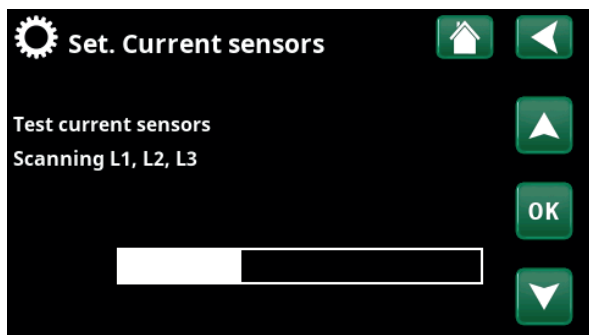 Set. Current sensors
Test current sensors
Scanning L1, L2, L3
OK